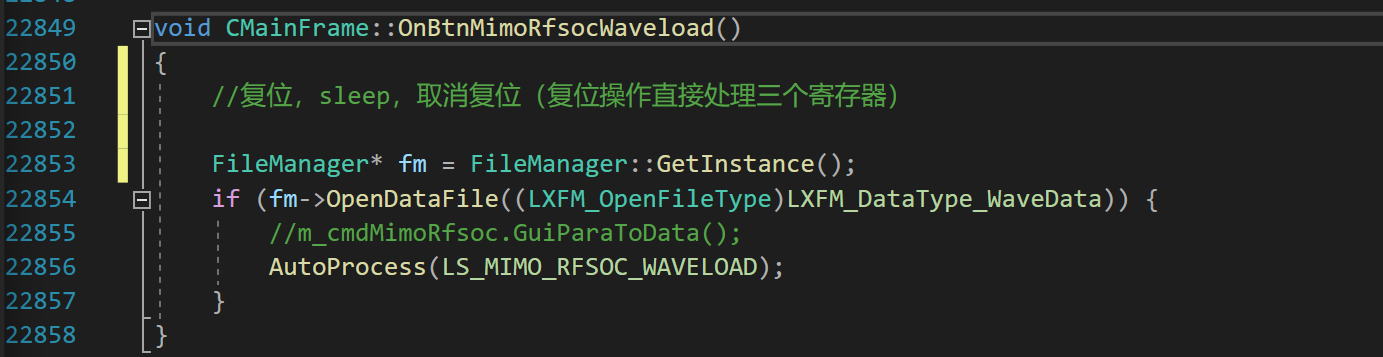 22849 void CMainFrame::OnBtnMimoRfsocWaveload()
22850 {
22851 //复位，sleep，取消复位（复位操作直接处理三个寄存器）
22852
22853 FileManager* fm = FileManager::GetInstance();
22854 if (fm->OpenDataFile((LXFM_OpenFileType)LXFM_DataType_WaveData)) {
22855 //m_cmdMimoRfsoc.GuiParaToData();
22856 AutoProcess(LS_MIMO_RFSOC_WAVELOAD);
22857 }
22858 }